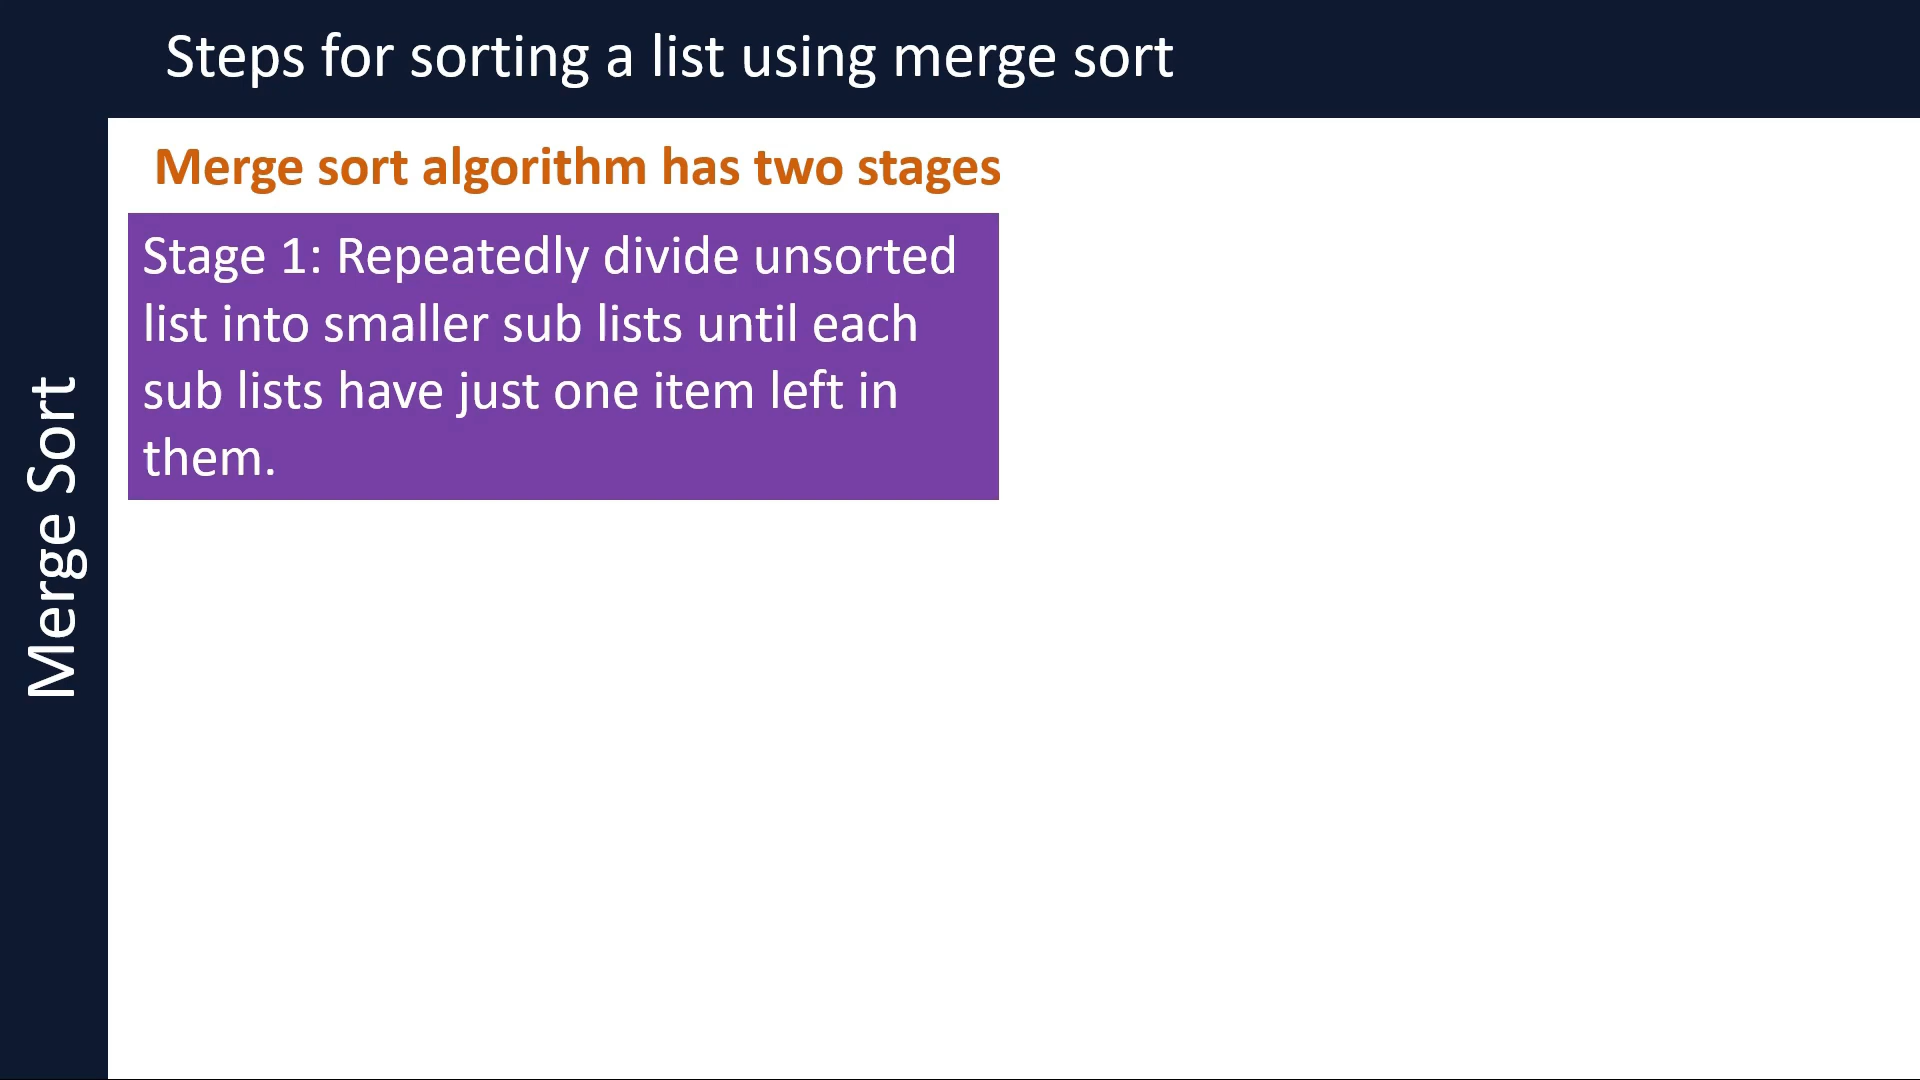 Steps for sorting a list using merge sort
Merge sort algorithm has two stages
Stage 1: Repeatedly divide unsorted
list into smaller sub lists until each
sub lists have just one item left in
them.
Merge Sort